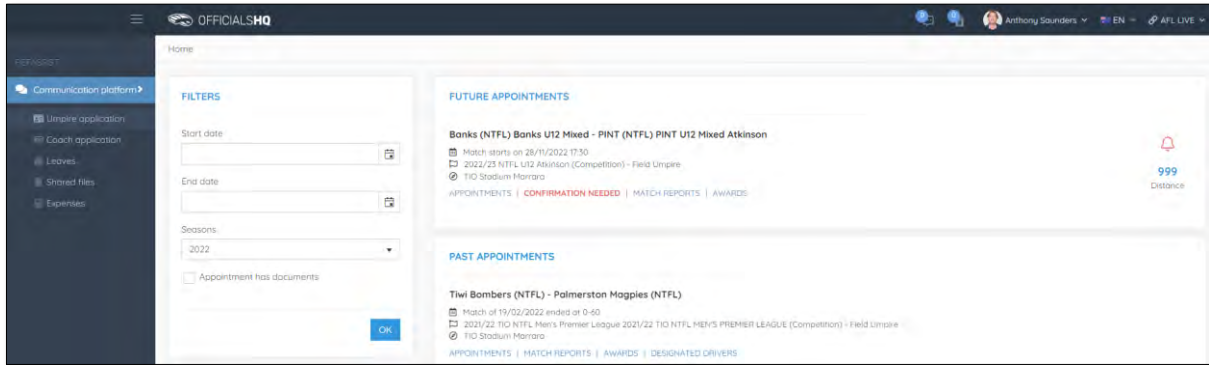 OFFICIALSHQ
Anthony Saunders
EN
AFL LIVE
Home
Communication platform
Umpire application
Coach application
Leaves
Shared files
Expenses
FILTERS
Start date
End date
Seasons
2022
Appointment has documents
OK
FUTURE APPOINTMENTS
Banks (NTFL) Banks U12 Mixed - PINT (NTFL) PINT U12 Mixed Atkinson
Match starts on 28/11/2022 17:30
2022/23 NTFL U12 Atkinson (Competition) - Field Umpire
TIO Stadium Marrara
APPOINTMENTS | CONFIRMATION NEEDED | MATCH REPORTS | AWARDS
999
Distance
PAST APPOINTMENTS
Tiwi Bombers (NTFL) - Palmerston Magpies (NTFL)
Match of 19/02/2022 ended at 0-60
2021/22 TIO NTFL Men's Premier League 2021/22 TIO NTFL MEN'S PREMIER LEAGUE (Competition) - Field Umpire
TIO Stadium Marrara
APPOINTMENTS | MATCH REPORTS | AWARDS | DESIGNATED DRIVERS